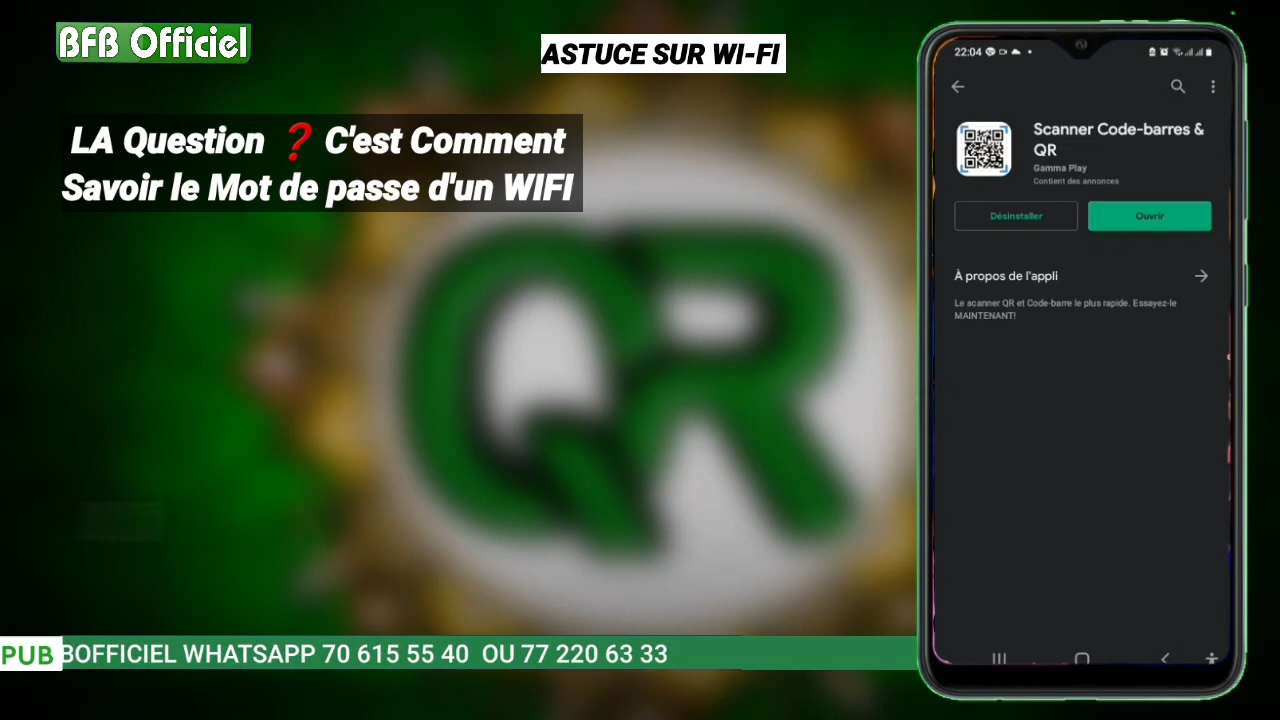 BFB Officiel
ASTUCE SUR WI-FI
LA Question ❓ C'est Comment
Savoir le Mot de passe d'un WIFI
22:04
Scanner Code-barres &
QR
Gamma Play
Contient des annonces
Désinstaller
Ouvrir
À propos de l'appli
Le scanner QR et Code-barre le plus rapide. Essayez-le
MAINTENANT!
QR
PUB
BOFFICIEL WHATSAPP 70 615 55 40 OU 77 220 63 33